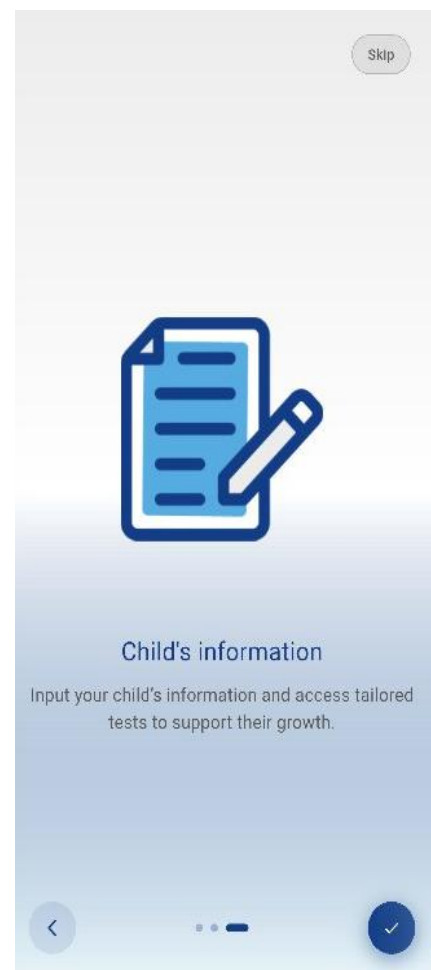 Skip
Child's information
Input your child's information and access tailored
tests to support their growth.